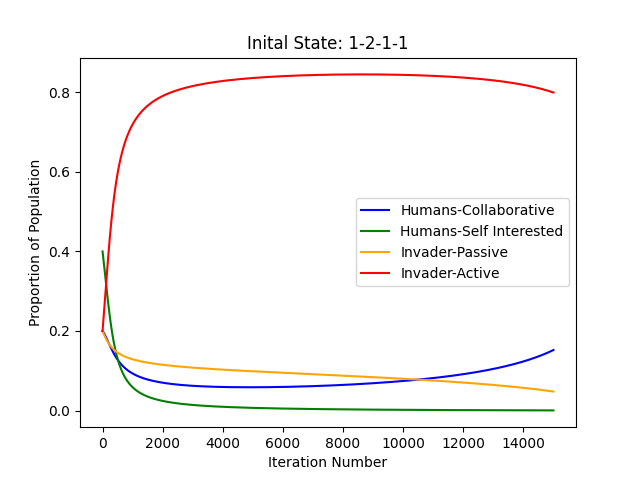 Inital State: 1-2-1-1
Proportion of Population
0.8
0.6
0.4
0.2
0.0
Humans-Collaborative
Humans-Self Interested
Invader-Passive
Invader-Active
0 2000 4000 6000 8000 10000 12000 14000
Iteration Number